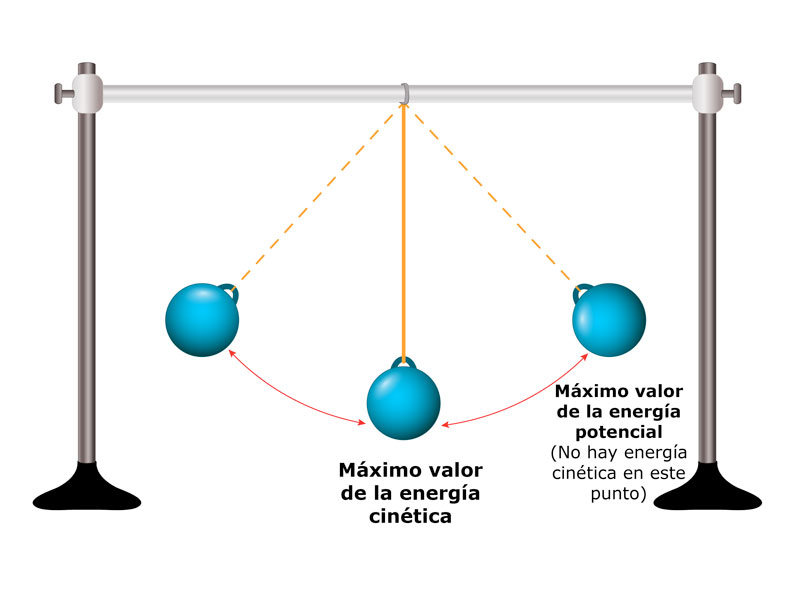 Máximo valor
de la energía
cinética
Máximo valor
de la energía
potencial
(No hay energía
cinética en este
punto)